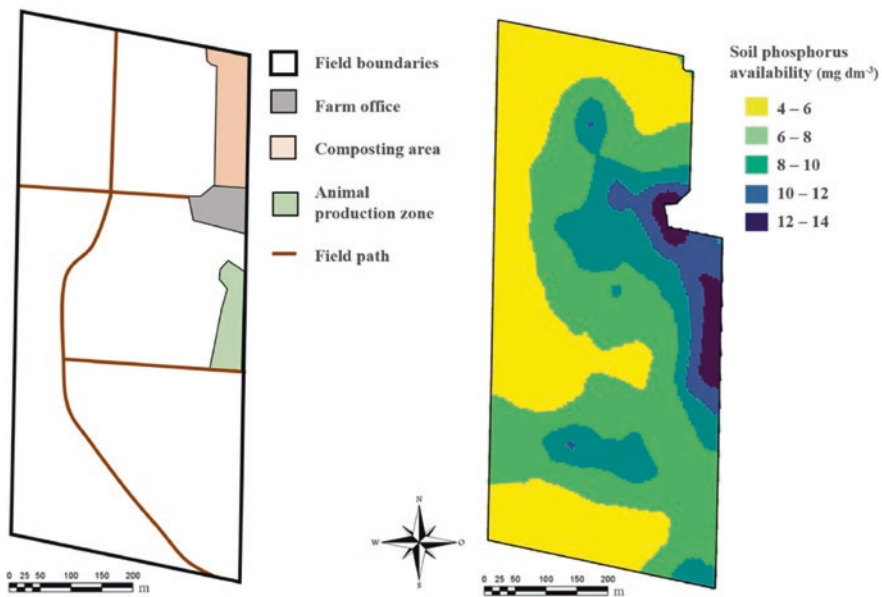 Field boundaries
Farm office
Composting area
Animal
production zone
Field path
0 25 50 100 150 200
m
N
W O
S
Soil phosphorus
availability (mg dm⁻³)
4 – 6
6 – 8
8 – 10
10 – 12
12 – 14
0 25 50 100 150 200
m